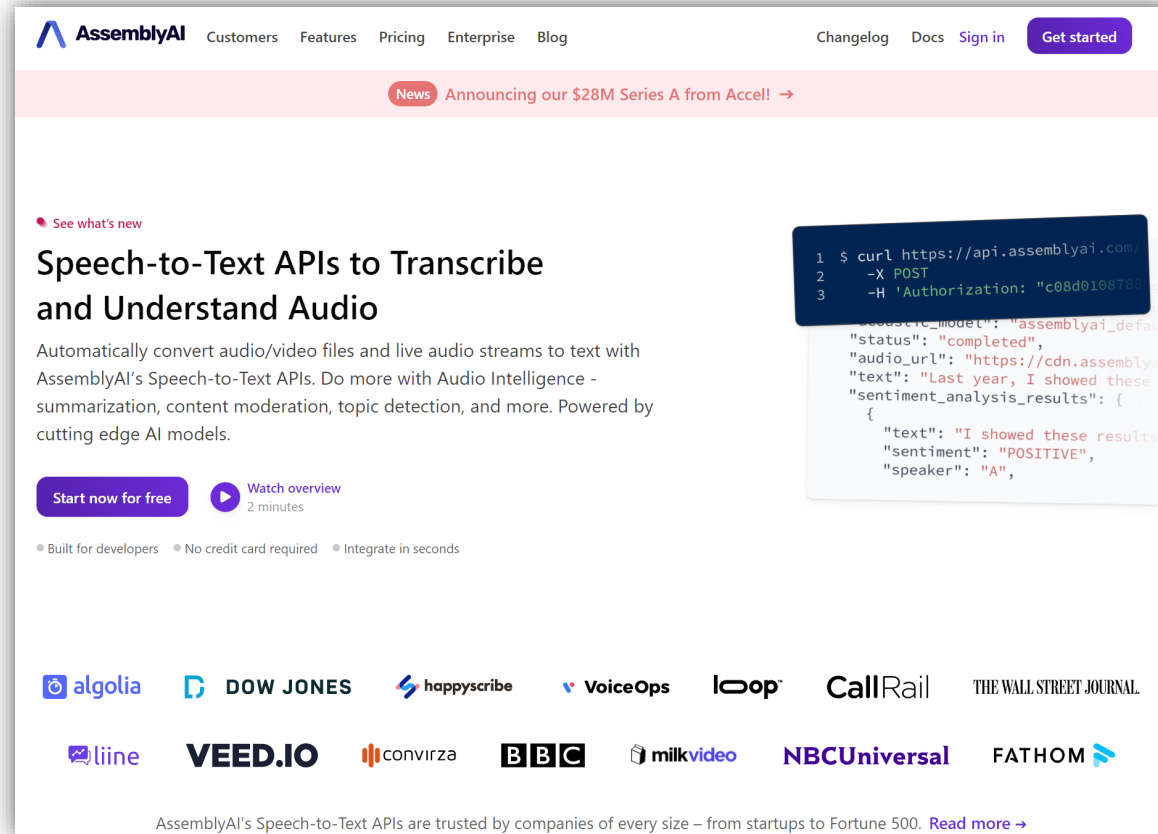 AssemblyAI Customers Features Pricing Enterprise Blog Changelog Docs Sign in Get started
News Announcing our $28M Series A from Accel! →
See what's new
Speech-to-Text APIs to Transcribe
and Understand Audio
Automatically convert audio/video files and live audio streams to text with
AssemblyAI's Speech-to-Text APIs. Do more with Audio Intelligence -
summarization, content moderation, topic detection, and more. Powered by
cutting edge AI models.
Start now for free
Watch overview
2 minutes
Built for developers No credit card required Integrate in seconds
1 $ curl https://api.assemblyai.com/
2 -X POST
3 -H 'Authorization: "c08d0108788
"acoustic_model": "assemblyai_defau
"status": "completed",
"audio_url": "https://cdn.assembly
"text": "Last year, I showed these
"sentiment_analysis_results": {
{
"text": "I showed these results
"sentiment": "POSITIVE",
"speaker": "A",
algolia DOW JONES happyscribe VoiceOps loop™ CallRail THE WALL STREET JOURNAL.
liine VEED.IO convirza BBC milkvideo NBCUniversal FATHOM
AssemblyAI's Speech-to-Text APIs are trusted by companies of every size – from startups to Fortune 500. Read more →